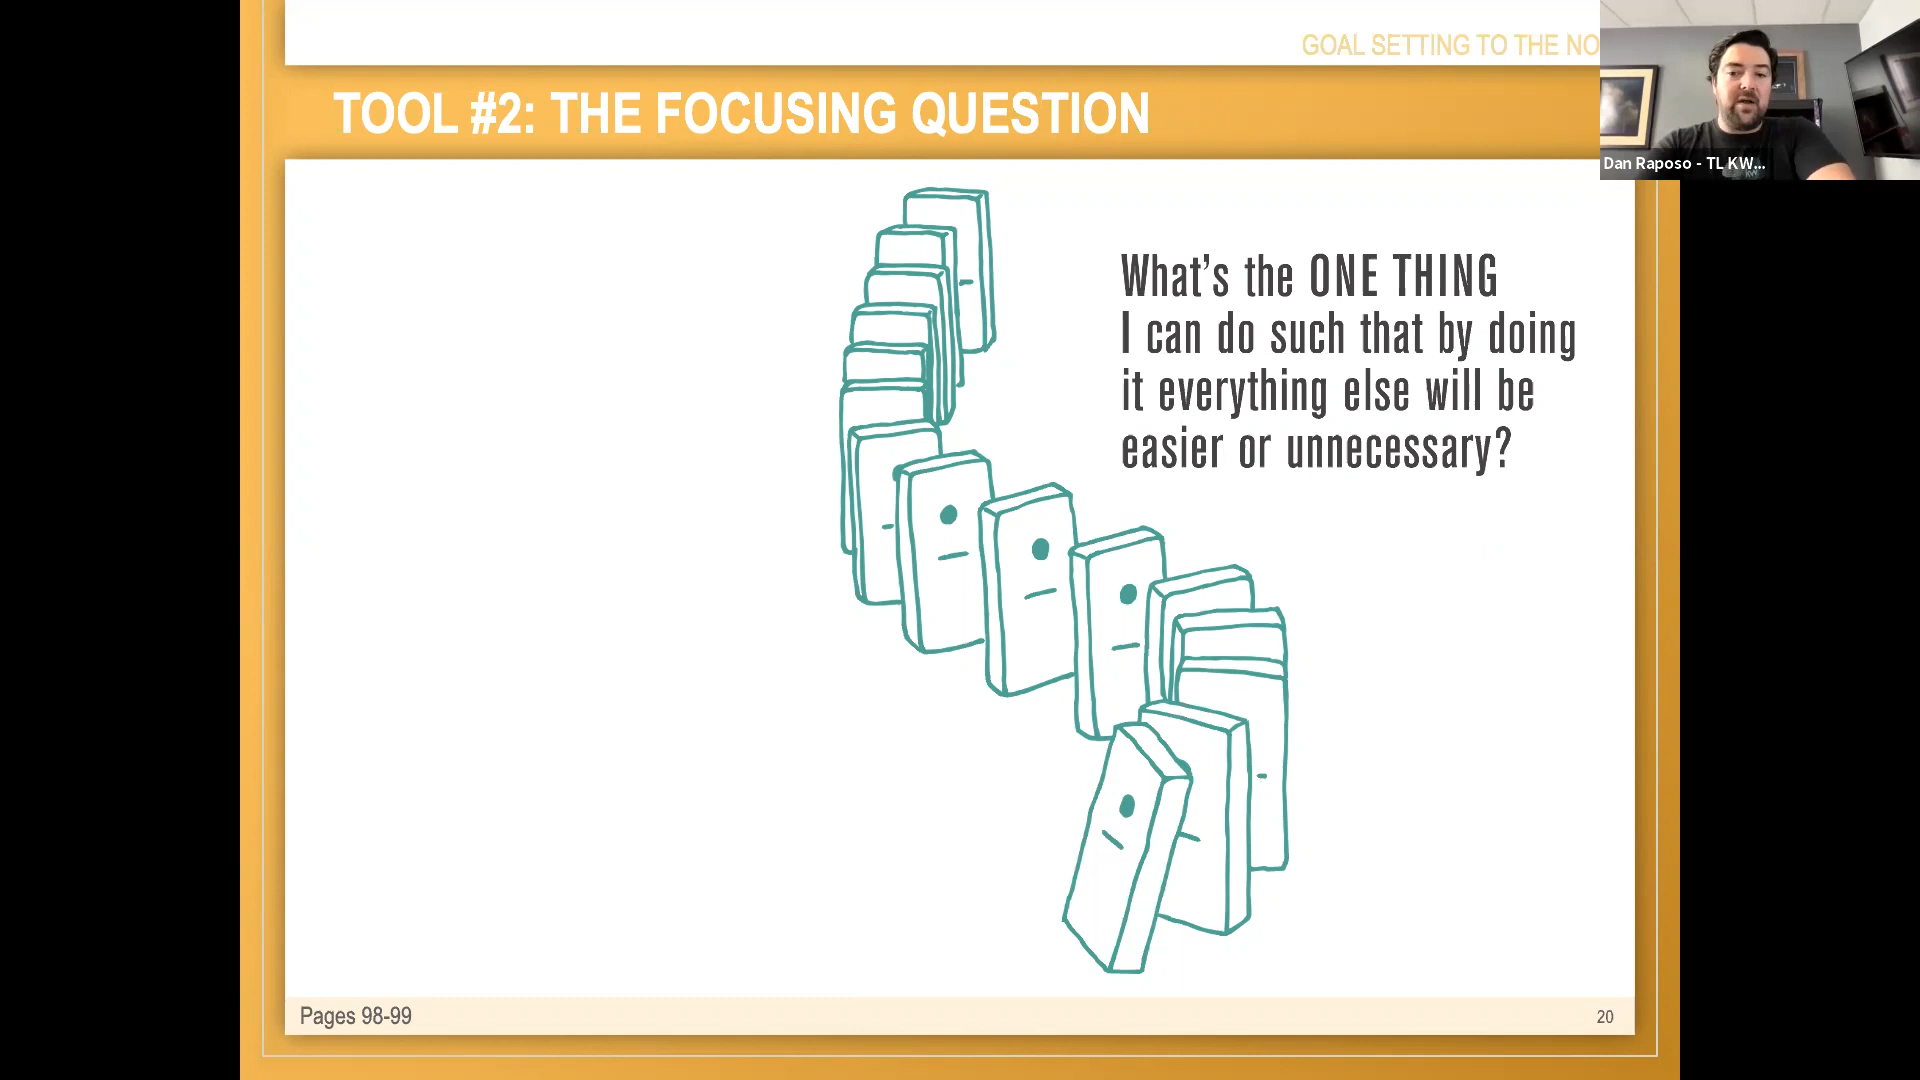 GOAL SETTING TO THE NO
TOOL #2: THE FOCUSING QUESTION
Dan Raposo - TL KW...
What's the ONE THING
I can do such that by doing
it everything else will be
easier or unnecessary?
Pages 98-99
20